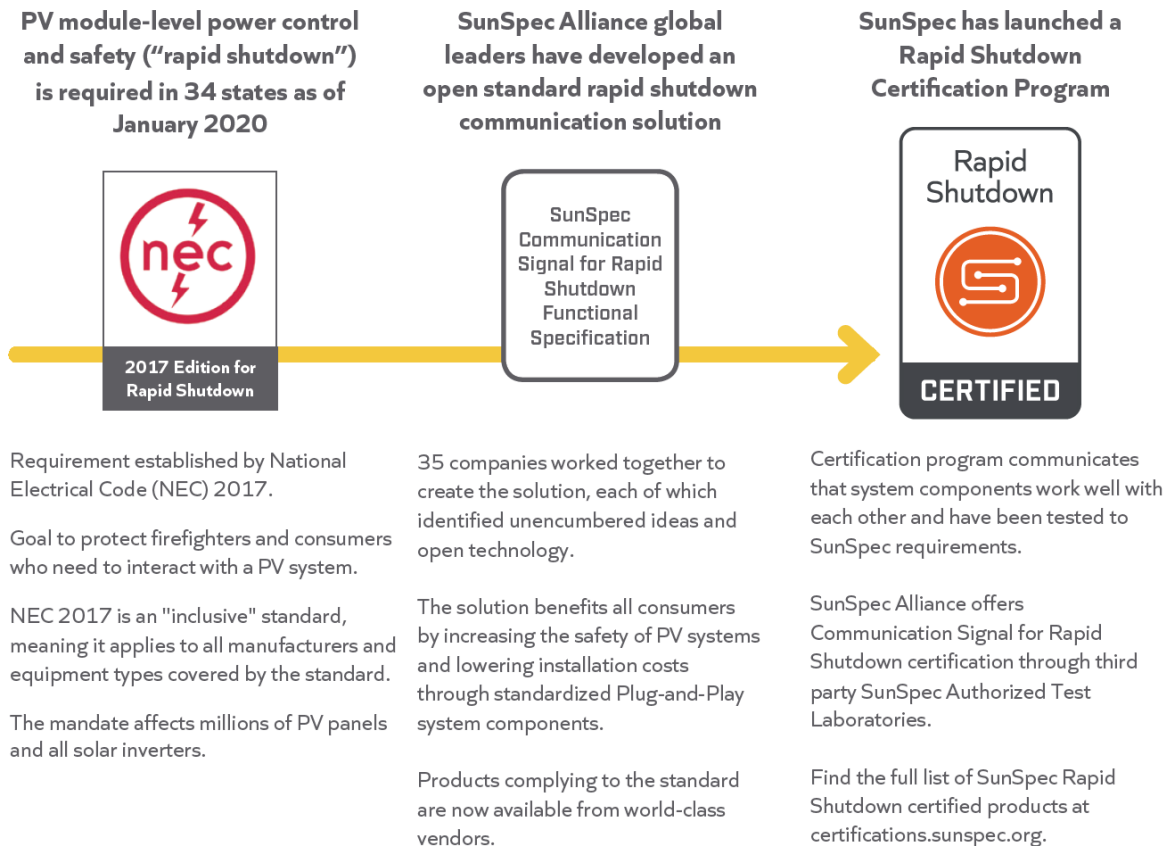 PV module-level power control
and safety (“rapid shutdown”)
is required in 34 states as of
January 2020
nec
2017 Edition for
Rapid Shutdown
Requirement established by National
Electrical Code (NEC) 2017.
Goal to protect firefighters and consumers
who need to interact with a PV system.
NEC 2017 is an "inclusive" standard,
meaning it applies to all manufacturers and
equipment types covered by the standard.
The mandate affects millions of PV panels
and all solar inverters.
SunSpec Alliance global
leaders have developed an
open standard rapid shutdown
communication solution
SunSpec
Communication
Signal for Rapid
Shutdown
Functional
Specification
35 companies worked together to
create the solution, each of which
identified unencumbered ideas and
open technology.
The solution benefits all consumers
by increasing the safety of PV systems
and lowering installation costs
through standardized Plug-and-Play
system components.
Products complying to the standard
are now available from world-class
vendors.
SunSpec has launched a
Rapid Shutdown
Certification Program
Rapid
Shutdown
CERTIFIED
Certification program communicates
that system components work well with
each other and have been tested to
SunSpec requirements.
SunSpec Alliance offers
Communication Signal for Rapid
Shutdown certification through third
party SunSpec Authorized Test
Laboratories.
Find the full list of SunSpec Rapid
Shutdown certified products at
certifications.sunspec.org.